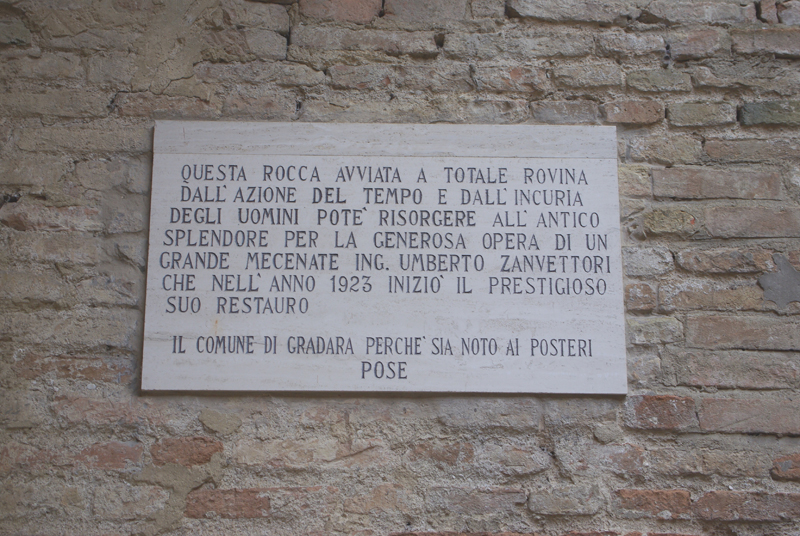 QUESTA ROCCA AVVIATA A TOTALE ROVINA
DALL'AZIONE DEL TEMPO E DALL'INCURIA
DEGLI UOMINI POTE' RISORGERE ALL'ANTICO
SPLENDORE PER LA GENEROSA OPERA DI UN
GRANDE MECENATE ING. UMBERTO ZANVETTORI
CHE NELL'ANNO 1923 INIZIO' IL PRESTIGIOSO
SUO RESTAURO
IL COMUNE DI GRADARA PERCHE' SIA NOTO AI POSTERI
POSE